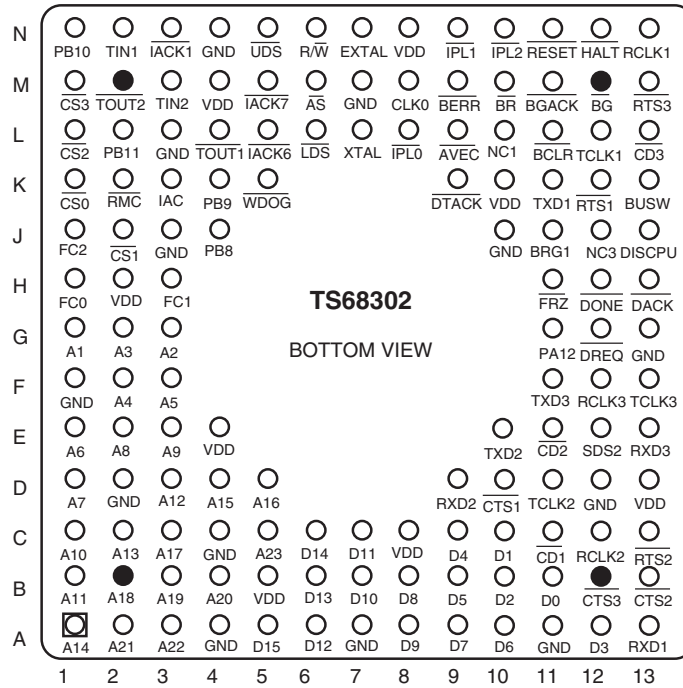 N
PB10 TIN1 IACK1 GND UDS R/W EXTAL VDD IPL1 IPL2 RESET HALT RCLK1
M
CS3 TOUT2 TIN2 VDD IACK7 AS GND CLK0 BERR BR BGACK BG RTS3
L
CS2 PB11 GND TOUT1 IACK6 LDS XTAL IPL0 AVEC NC1 BCLR TCLK1 CD3
K
CS0 RMC IAC PB9 WDOG DTACK VDD TXD1 RTS1 BUSW
J
FC2 CS1 GND PB8 GND BRG1 NC3 DISCPU
H
FC0 VDD FC1 TS68302 FRZ DONE DACK
G
A1 A3 A2 BOTTOM VIEW PA12 DREQ GND
F
GND A4 A5 TXD3 RCLK3 TCLK3
E
A6 A8 A9 VDD TXD2 CD2 SDS2 RXD3
D
A7 GND A12 A15 A16 RXD2 CTS1 TCLK2 GND VDD
C
A10 A13 A17 GND A23 D14 D11 VDD D4 D1 CD1 RCLK2 RTS2
B
A11 A18 A19 A20 VDD D13 D10 D8 D5 D2 D0 CTS3 CTS2
A
A14 A21 A22 GND D15 D12 GND D9 D7 D6 GND D3 RXD1
1 2 3 4 5 6 7 8 9 10 11 12 13